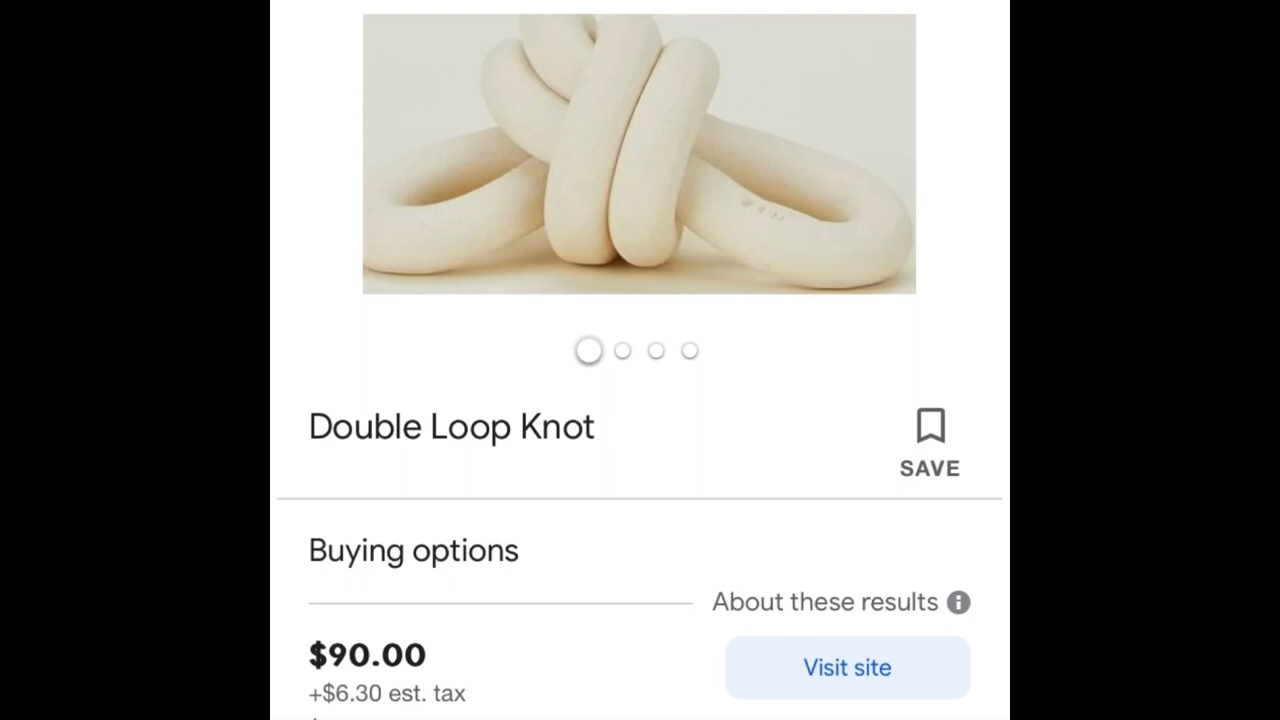 Double Loop Knot
SAVE
Buying options
About these results
$90.00
Visit site
+$6.30 est. tax